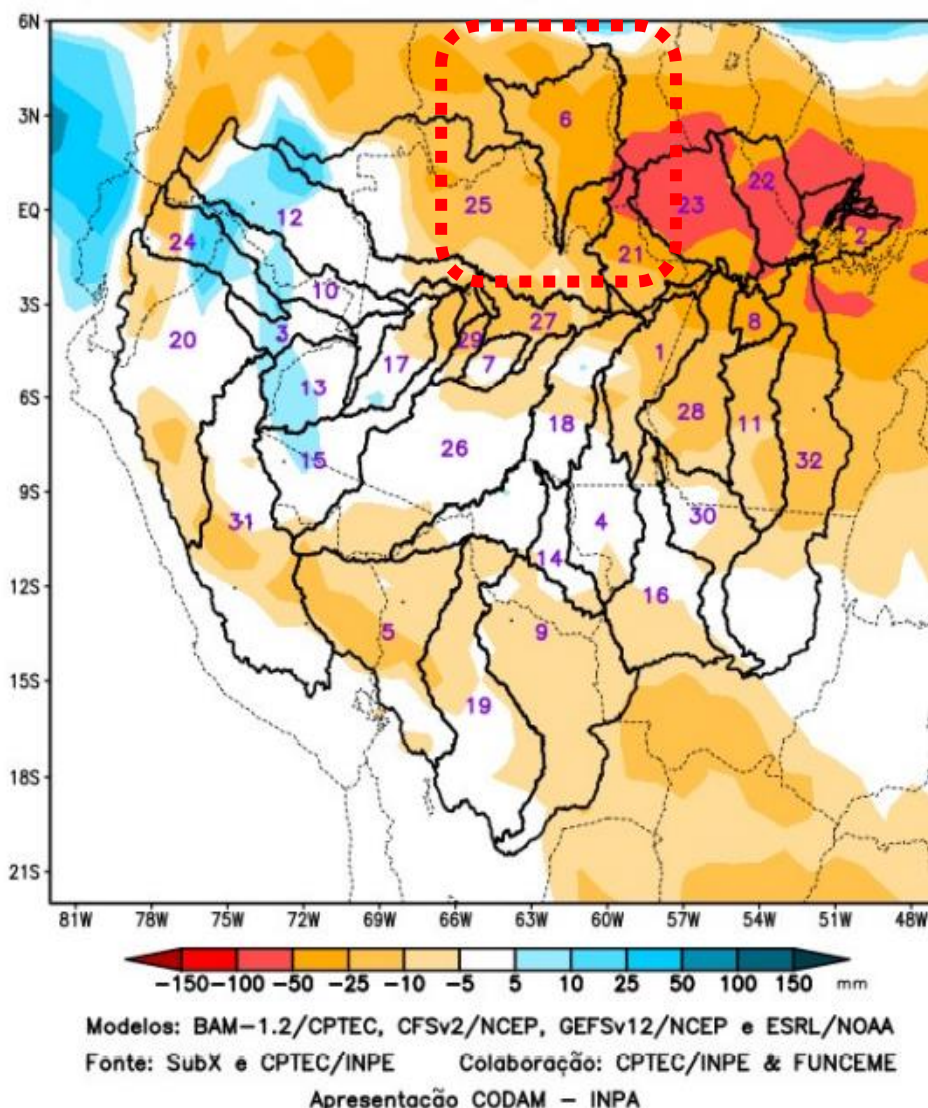 6N
3N
EQ
3S
6S
9S
12S
15S
18S
21S
6
25
22
23
2
12
24
21
10
27
8
3
20
29
1
17
7
13
28
11
18
26
15
32
31
4
30
14
16
5
9
19
81W 78W 75W 72W 69W 66W 63W 60W 57W 54W 51W 48W
-150 -100 -50 -25 -10 -5 5 10 25 50 100 150 mm
Modelos: BAM-1.2/CPTEC, CFSv2/NCEP, GEFSv12/NCEP e ESRL/NOAA
Fonte: SubX e CPTEC/INPE Colaboração: CPTEC/INPE & FUNCEME
Apresentação CODAM - INPA